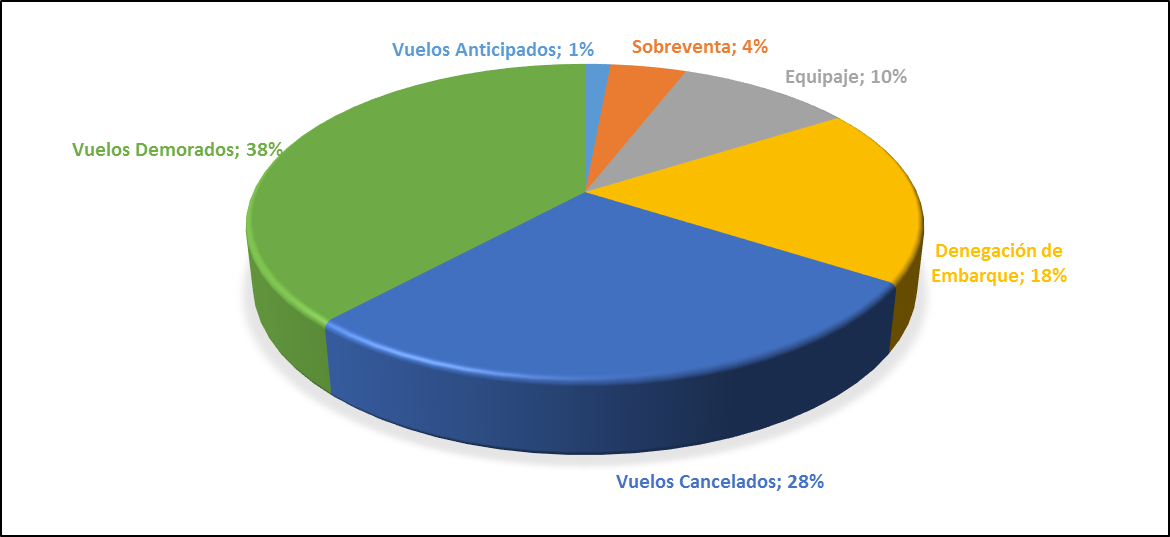 Vuelos Anticipados; 1%
Sobreventa; 4%
Equipaje; 10%
Vuelos Demorados; 38%
Denegación de
Embarque; 18%
Vuelos Cancelados; 28%